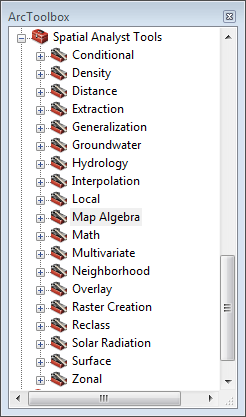 ArcToolbox
Spatial Analyst Tools
Conditional
Density
Distance
Extraction
Generalization
Groundwater
Hydrology
Interpolation
Local
Map Algebra
Math
Multivariate
Neighborhood
Overlay
Raster Creation
Reclass
Solar Radiation
Surface
Zonal